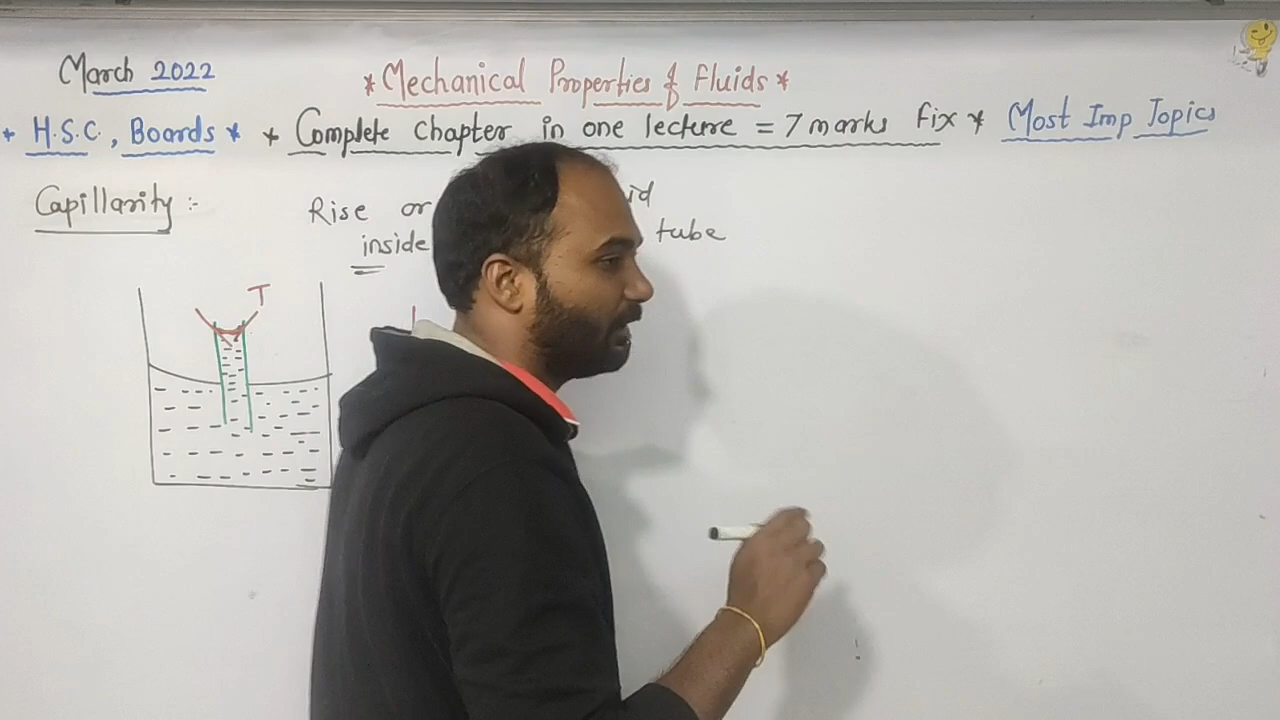 March 2022
*Mechanical Properties of Fluids*
* H.S.C, Boards * * Complete chapter in one lecture = 7 marks fix * Most Imp Topics
Capillarity :-
Rise or
inside tube
T